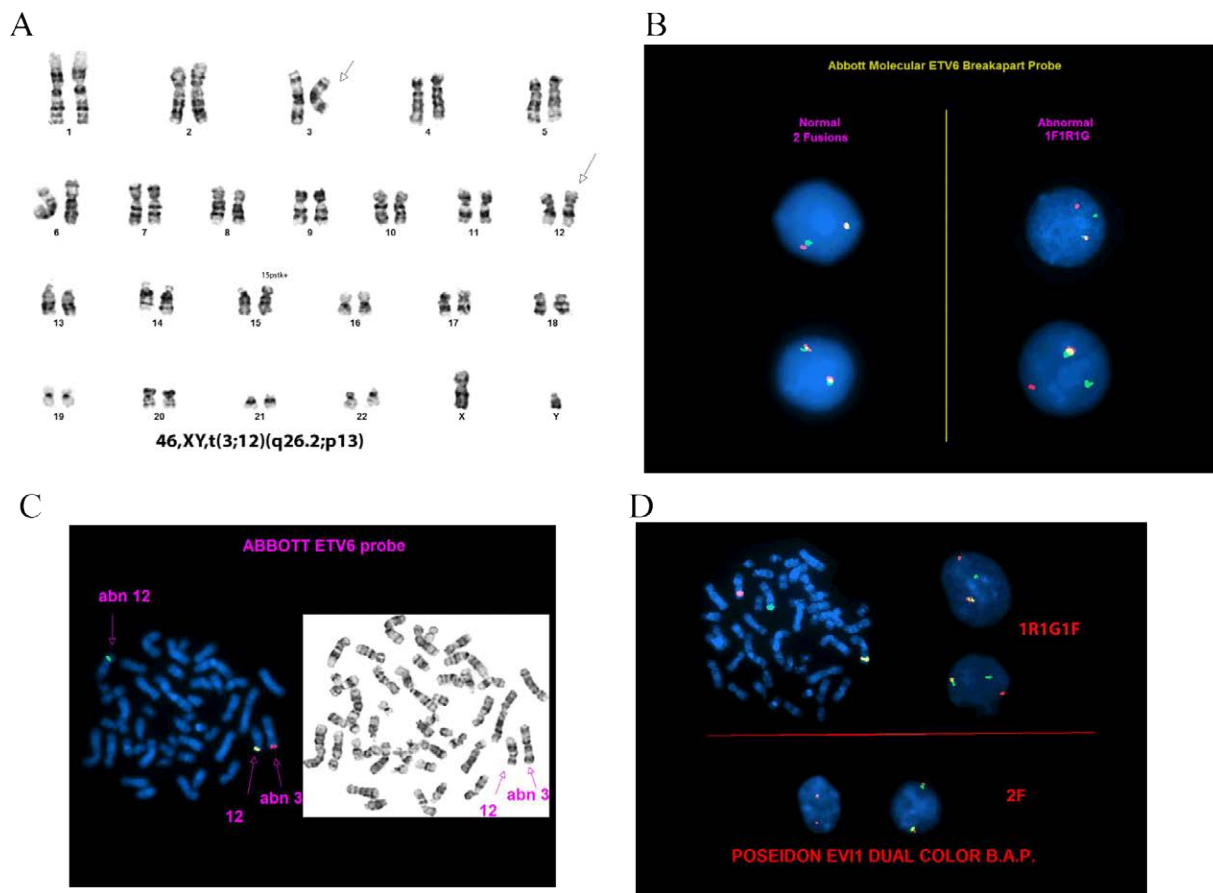 A
1 2 3 4 5
6 7 8 9 10 11 12
15pstk+
13 14 15 16 17 18
19 20 21 22 X Y
46,XY,t(3;12)(q26.2;p13)
B
Abbott Molecular ETV6 Breakapart Probe
Normal
2 Fusions
Abnormal
1F1R1G
C
ABBOTT ETV6 probe
abn 12
12
abn 3
12
abn 3
D
1R1G1F
2F
POSEIDON EVI1 DUAL COLOR B.A.P.